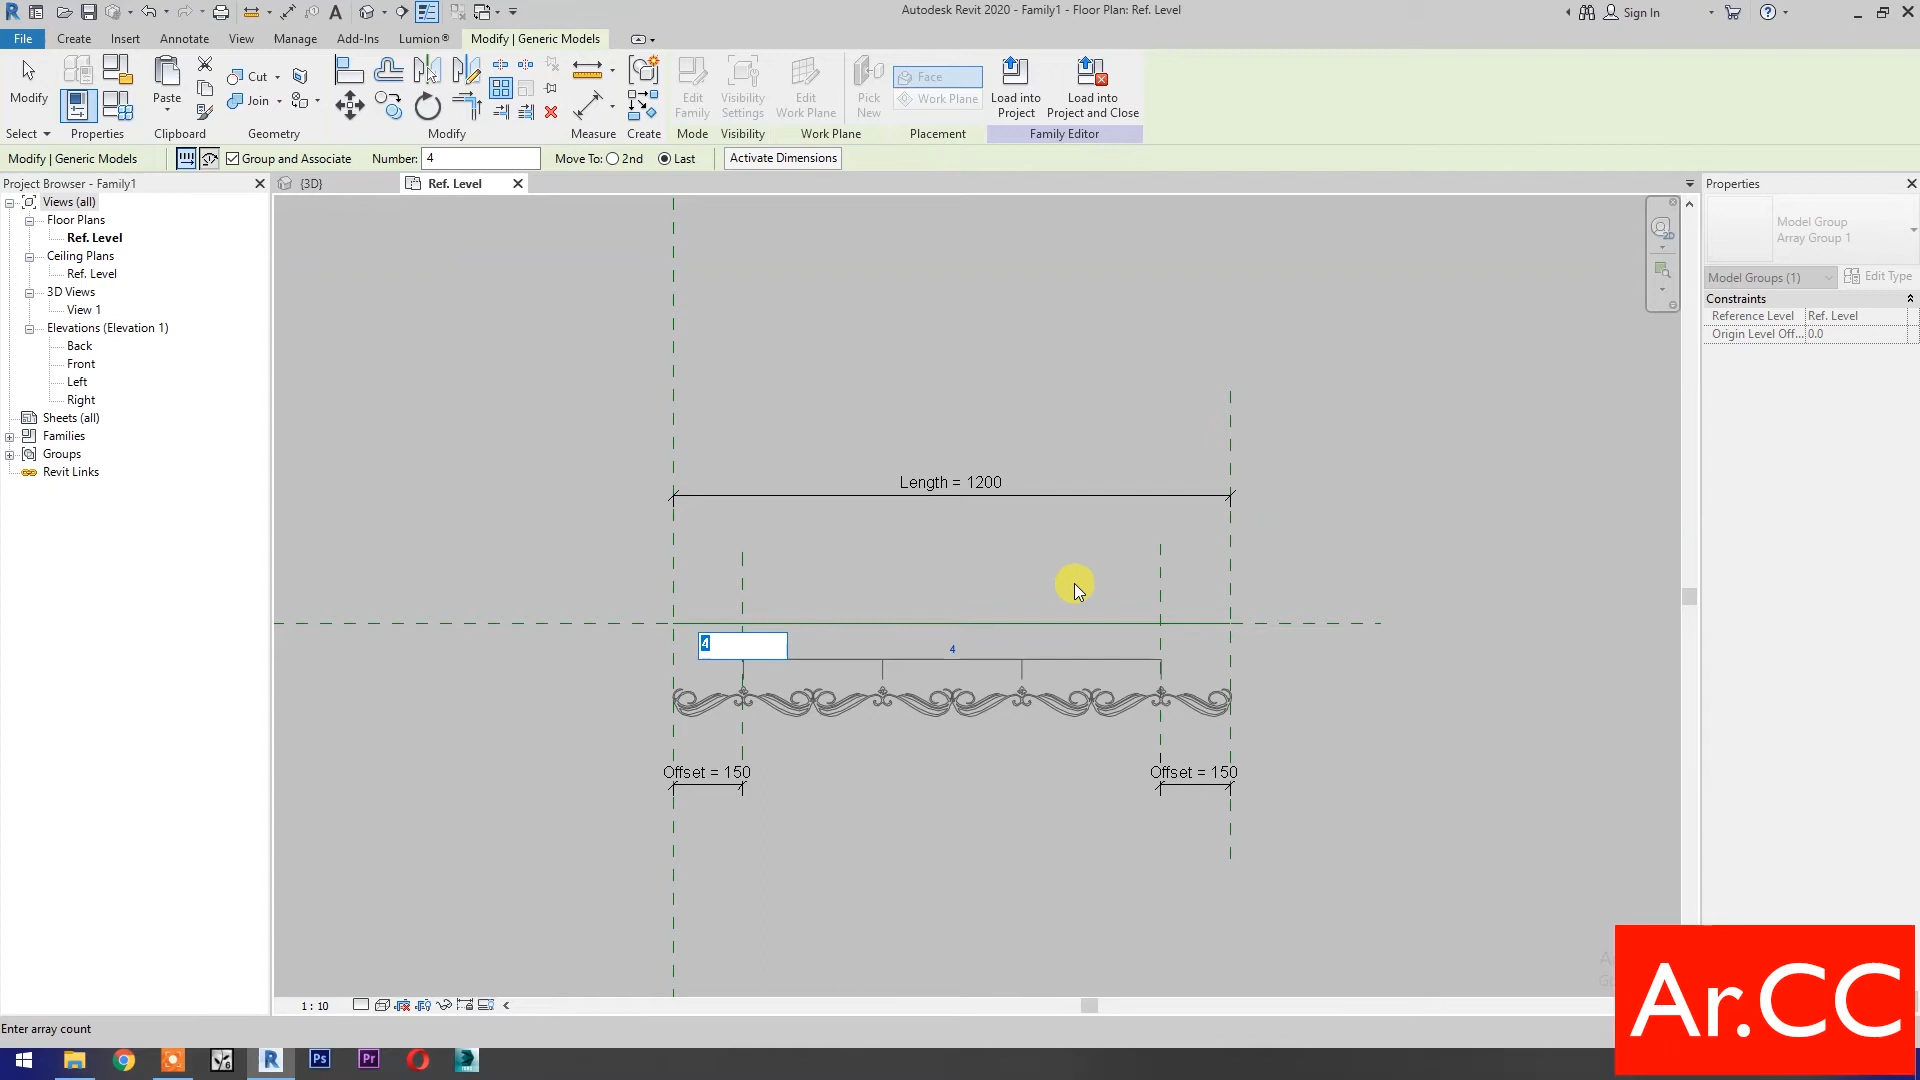 Autodesk Revit 2020 - Family1 - Floor Plan: Ref. Level
Sign In
File Create Insert Annotate View Manage Add-Ins Lumion® Modify | Generic Models
Modify
Paste
Cut
Join
Edit Family
Visibility Settings
Edit Work Plane
Pick New
Face
Work Plane
Load into Project
Load into Project and Close
Select Properties Clipboard Geometry Modify Measure Create Mode Visibility Work Plane Placement Family Editor
Modify | Generic Models Group and Associate Number: 4 Move To: 2nd Last Activate Dimensions
Project Browser - Family1
{3D}
Ref. Level
Properties
Views (all)
Floor Plans
Ref. Level
Ceiling Plans
Ref. Level
3D Views
View 1
Elevations (Elevation 1)
Back
Front
Left
Right
Sheets (all)
Families
Groups
Revit Links
2D
Model Group
Array Group 1
Model Groups (1)
Edit Type
Constraints
Reference Level Ref. Level
Origin Level Off... 0.0
Length = 1200
4
4
Offset = 150
Offset = 150
1 : 10
Enter array count
R
Ps
Pr
Ar.CC